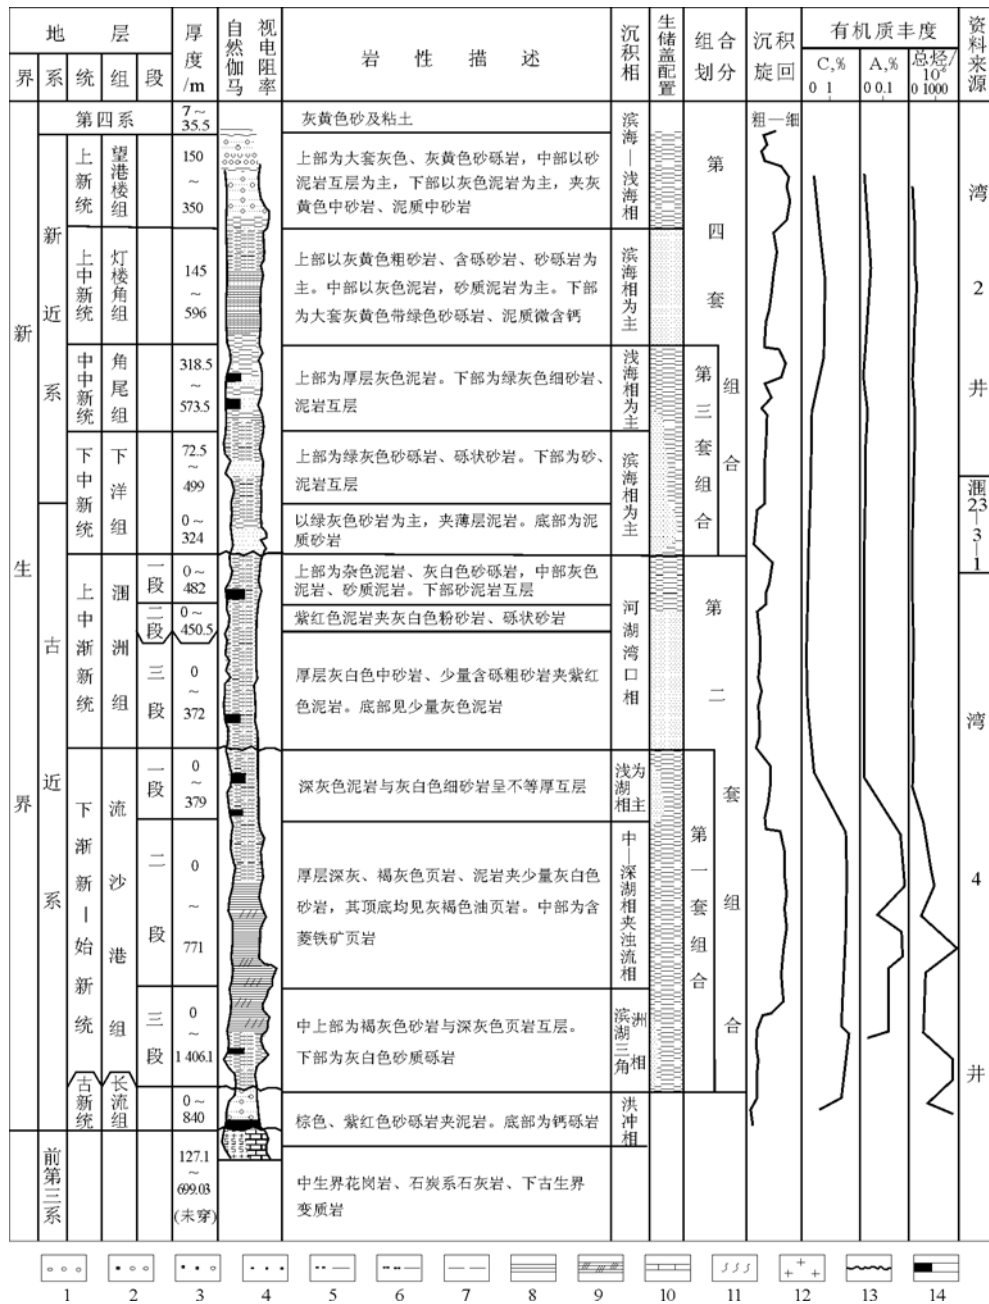 地 层
界 系 统 组 段
厚度/m
自然伽马
视电阻率
岩 性 描 述
沉积相
生储盖配置
组合划分
沉积旋回
有机质丰度
C,% A,% 总烃/10⁶
0 1 0 0.1 0 1000
资料来源
新生界
新近系
古近系
第四系
7～35.5
灰黄色砂及粘土
粗—细
上新统
望港楼组
150～350
上部为大套灰色、灰黄色砂砾岩，中部以砂
泥岩互层为主，下部以灰色泥岩为主，夹灰
黄色中砂岩、泥质中砂岩
滨海—浅海相
第四套
湾2井
上中新统
灯楼角组
145～596
上部以灰黄色粗砂岩、含砾砂岩、砂砾岩为
主。中部以灰色泥岩，砂质泥岩为主。下部
为大套灰黄色带绿色砂砾岩、泥质微含钙
滨海相为主
中中新统
角尾组
318.5～573.5
上部为厚层灰色泥岩。下部为绿灰色细砂岩、
泥岩互层
浅海相为主
第三套组合
组合
下中新统
下洋组
72.5～499
上部为绿灰色砂砾岩、砾状砂岩。下部为砂、
泥岩互层
滨海相为主
0～324
以绿灰色砂岩为主，夹薄层泥岩。底部为泥
质砂岩
涠23—3—1
上中渐新统
涠洲组
一段
0～482
上部为杂色泥岩、灰白色砂砾岩，中部灰色
泥岩、砂质泥岩。下部砂泥岩互层
河湖湾口相
第二套组合
二段
0～450.5
紫红色泥岩夹灰白色粉砂岩、砾状砂岩
三段
0～372
厚层灰白色中砂岩、少量含砾粗砂岩夹紫红
色泥岩。底部见少量灰色泥岩
湾4井
下渐新—始新统
流沙港组
一段
0～379
深灰色泥岩与灰白色细砂岩呈不等厚互层
浅湖相为主
第一套组合
二段
0～771
厚层深灰、褐灰色页岩、泥岩夹少量灰白色
砂岩，其顶底均见灰褐色油页岩。中部为含
菱铁矿页岩
中—深湖相夹浊流相
三段
0～1 406.1
中上部为褐灰色砂岩与深灰色页岩互层。
下部为灰白色砂质砾岩
滨湖三角洲相
古新统
长流组
0～840
棕色、紫红色砂砾岩夹泥岩。底部为钙砾岩
洪冲相
前第三系
127.1～699.03
(未穿)
中生界花岗岩、石炭系石灰岩、下古生界
变质岩
1 2 3 4 5 6 7 8 9 10 11 12 13 14